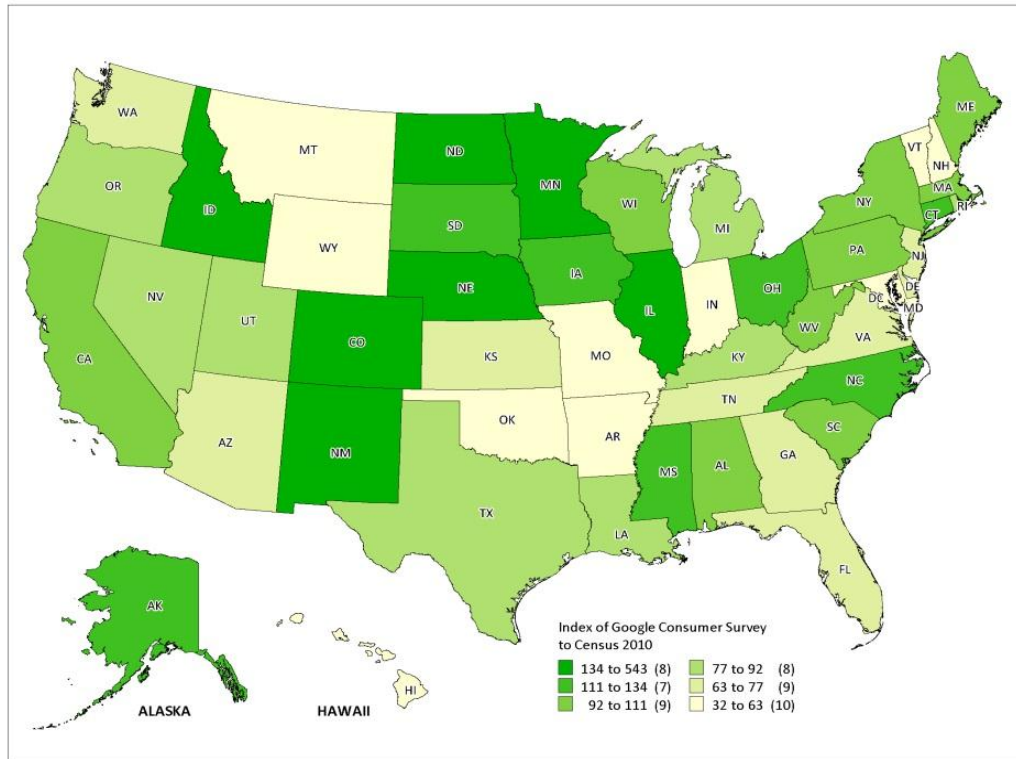 WA
MT
ND
MN
ME
VT
NH
OR
ID
SD
WI
MI
NY
MA
CT
RI
WY
IA
PA
NJ
NE
IL
IN
OH
DE
DC
MD
NV
UT
CO
KS
MO
KY
WV
VA
CA
AZ
NM
OK
AR
TN
NC
SC
TX
LA
MS
AL
GA
FL
AK
HI
ALASKA
HAWAII
Index of Google Consumer Survey
to Census 2010
134 to 543 (8)
111 to 134 (7)
92 to 111 (9)
77 to 92 (8)
63 to 77 (9)
32 to 63 (10)